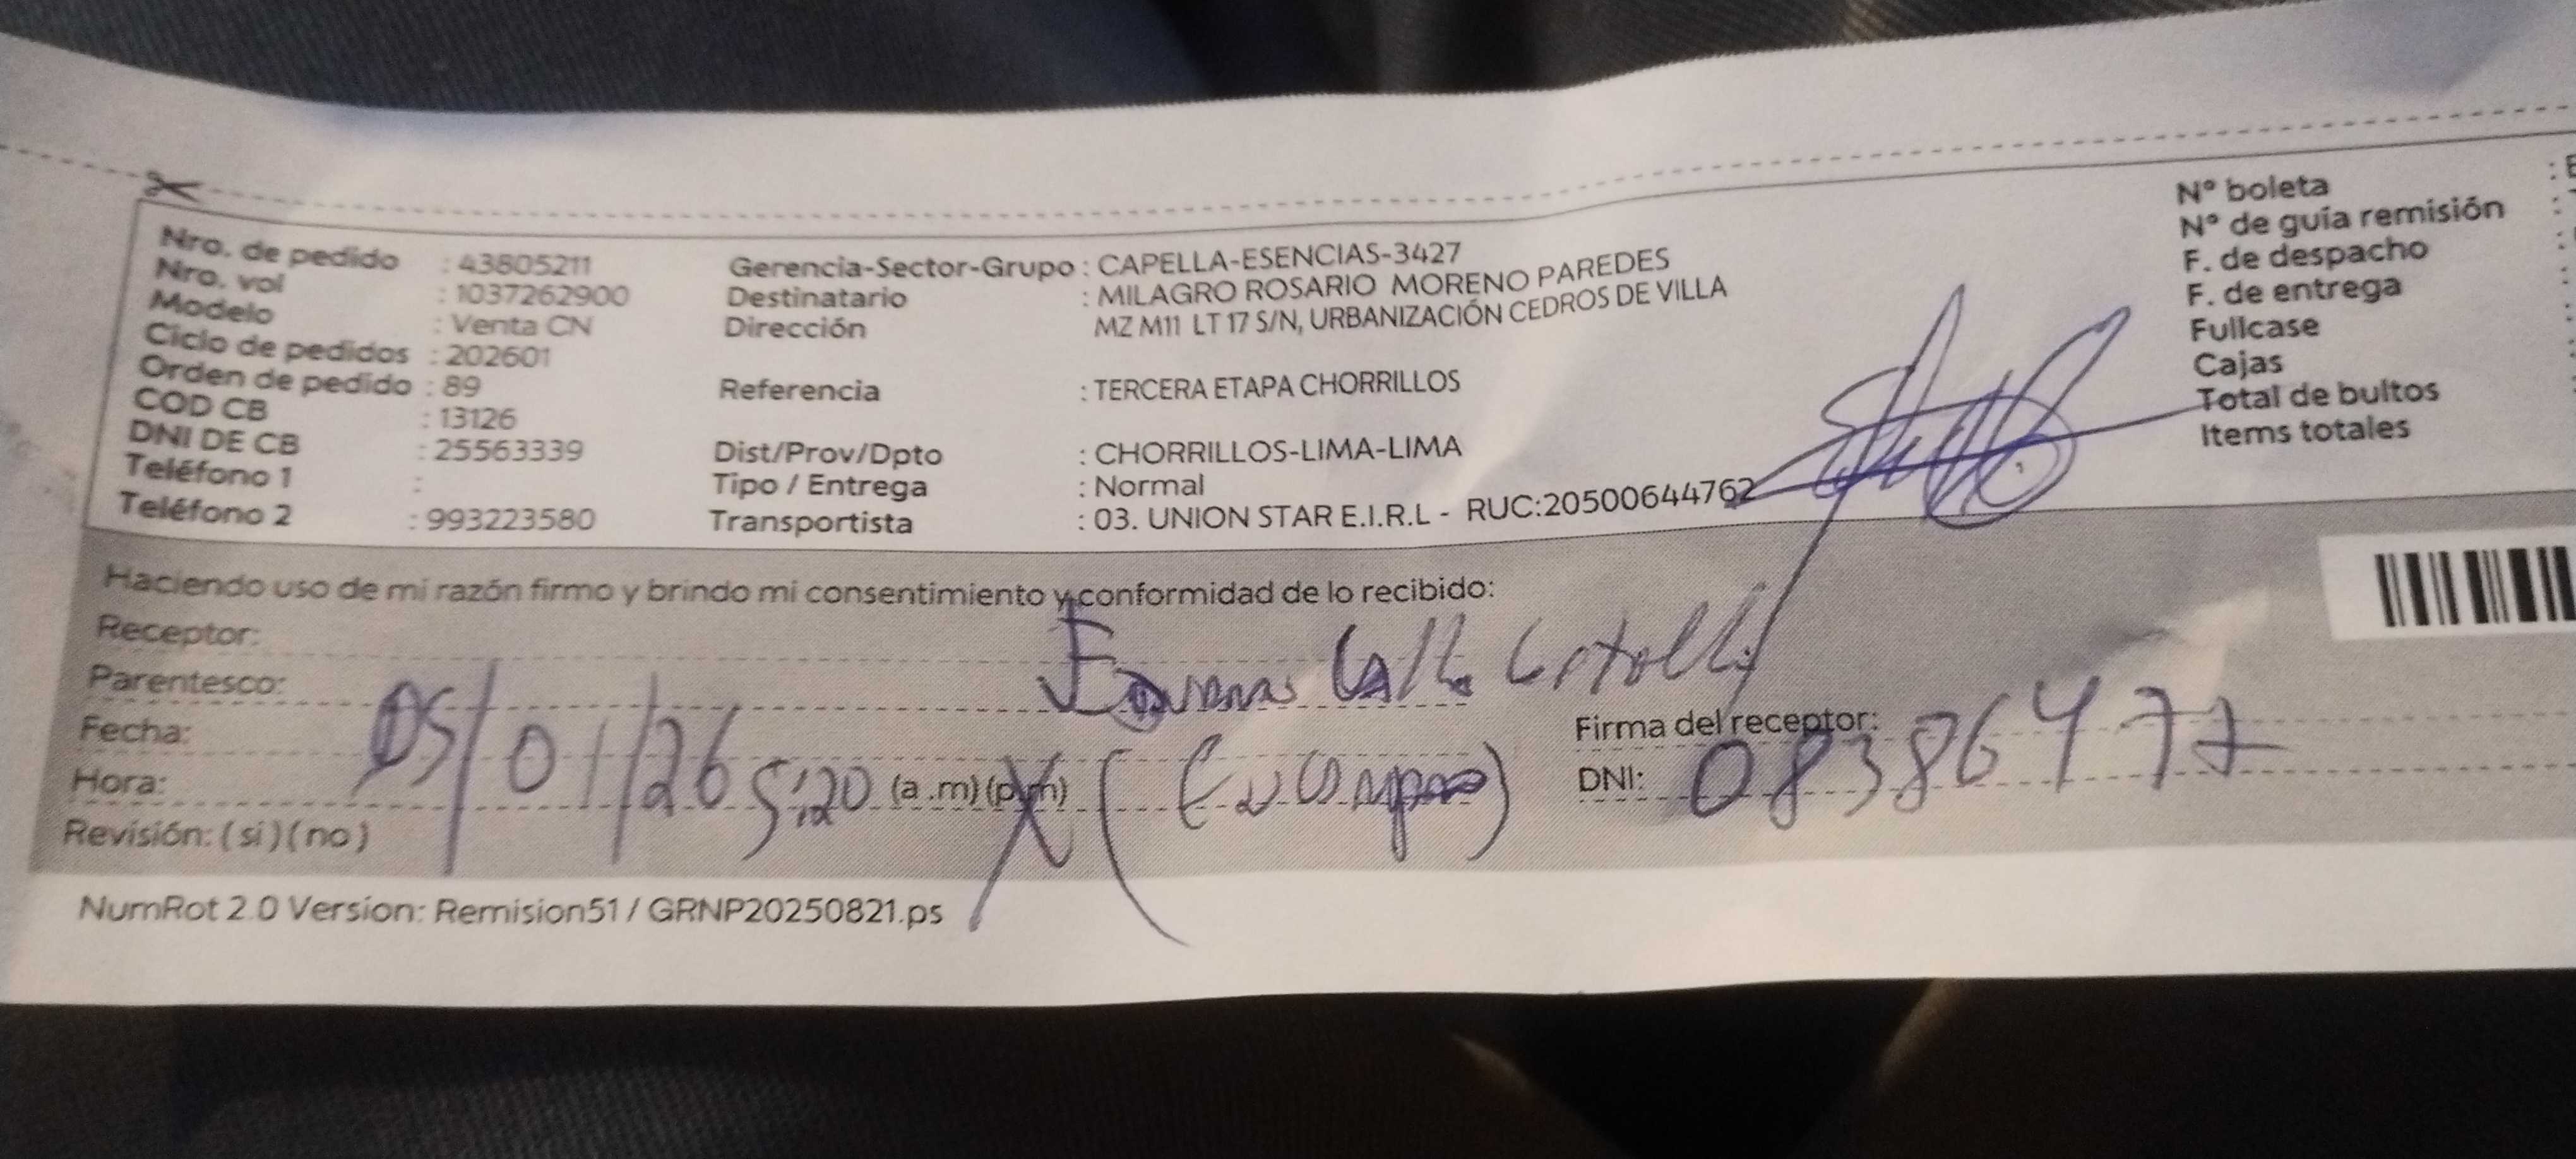 Nro. de pedido : 43805211
Nro. vol : 1037262900
Modelo : Venta CN
Ciclo de pedidos : 202601
Orden de pedido : 89
COD CB : 13126
DNI DE CB : 25563339
Teléfono 1 :
Teléfono 2 : 993223580
Gerencia-Sector-Grupo : CAPELLA-ESENCIAS-3427
Destinatario : MILAGRO ROSARIO MORENO PAREDES
Dirección MZ M11 LT 17 S/N, URBANIZACIÓN CEDROS DE VILLA
Referencia : TERCERA ETAPA CHORRILLOS
Dist/Prov/Dpto : CHORRILLOS-LIMA-LIMA
Tipo / Entrega : Normal
Transportista : 03. UNION STAR E.I.R.L - RUC:20500644762
N° boleta :
N° de guía remisión :
F. de despacho :
F. de entrega :
Fullcase
Cajas
Total de bultos
Items totales
Haciendo uso de mi razón firmo y brindo mi consentimiento y conformidad de lo recibido:
Receptor:
Parentesco:
Fecha: 05/01/26
Hora: 5:20 (a.m) (p.m)
Firma del receptor:
DNI: 08386477
Revisión: (si) (no)
NumRot 2.0 Version: Remision51 / GRNP20250821.ps